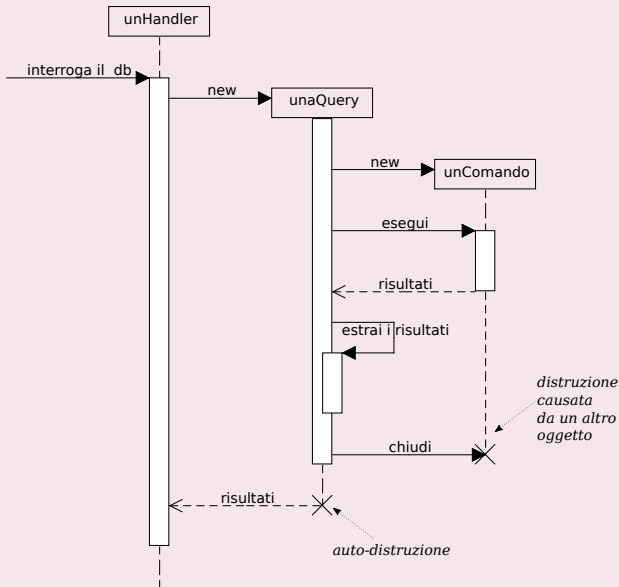 unHandler
interroga il db
new
unaQuery
new
unComando
esegui
risultati
estrai i risultati
distruzione
causata
da un altro
oggetto
chiudi
risultati
auto-distruzione